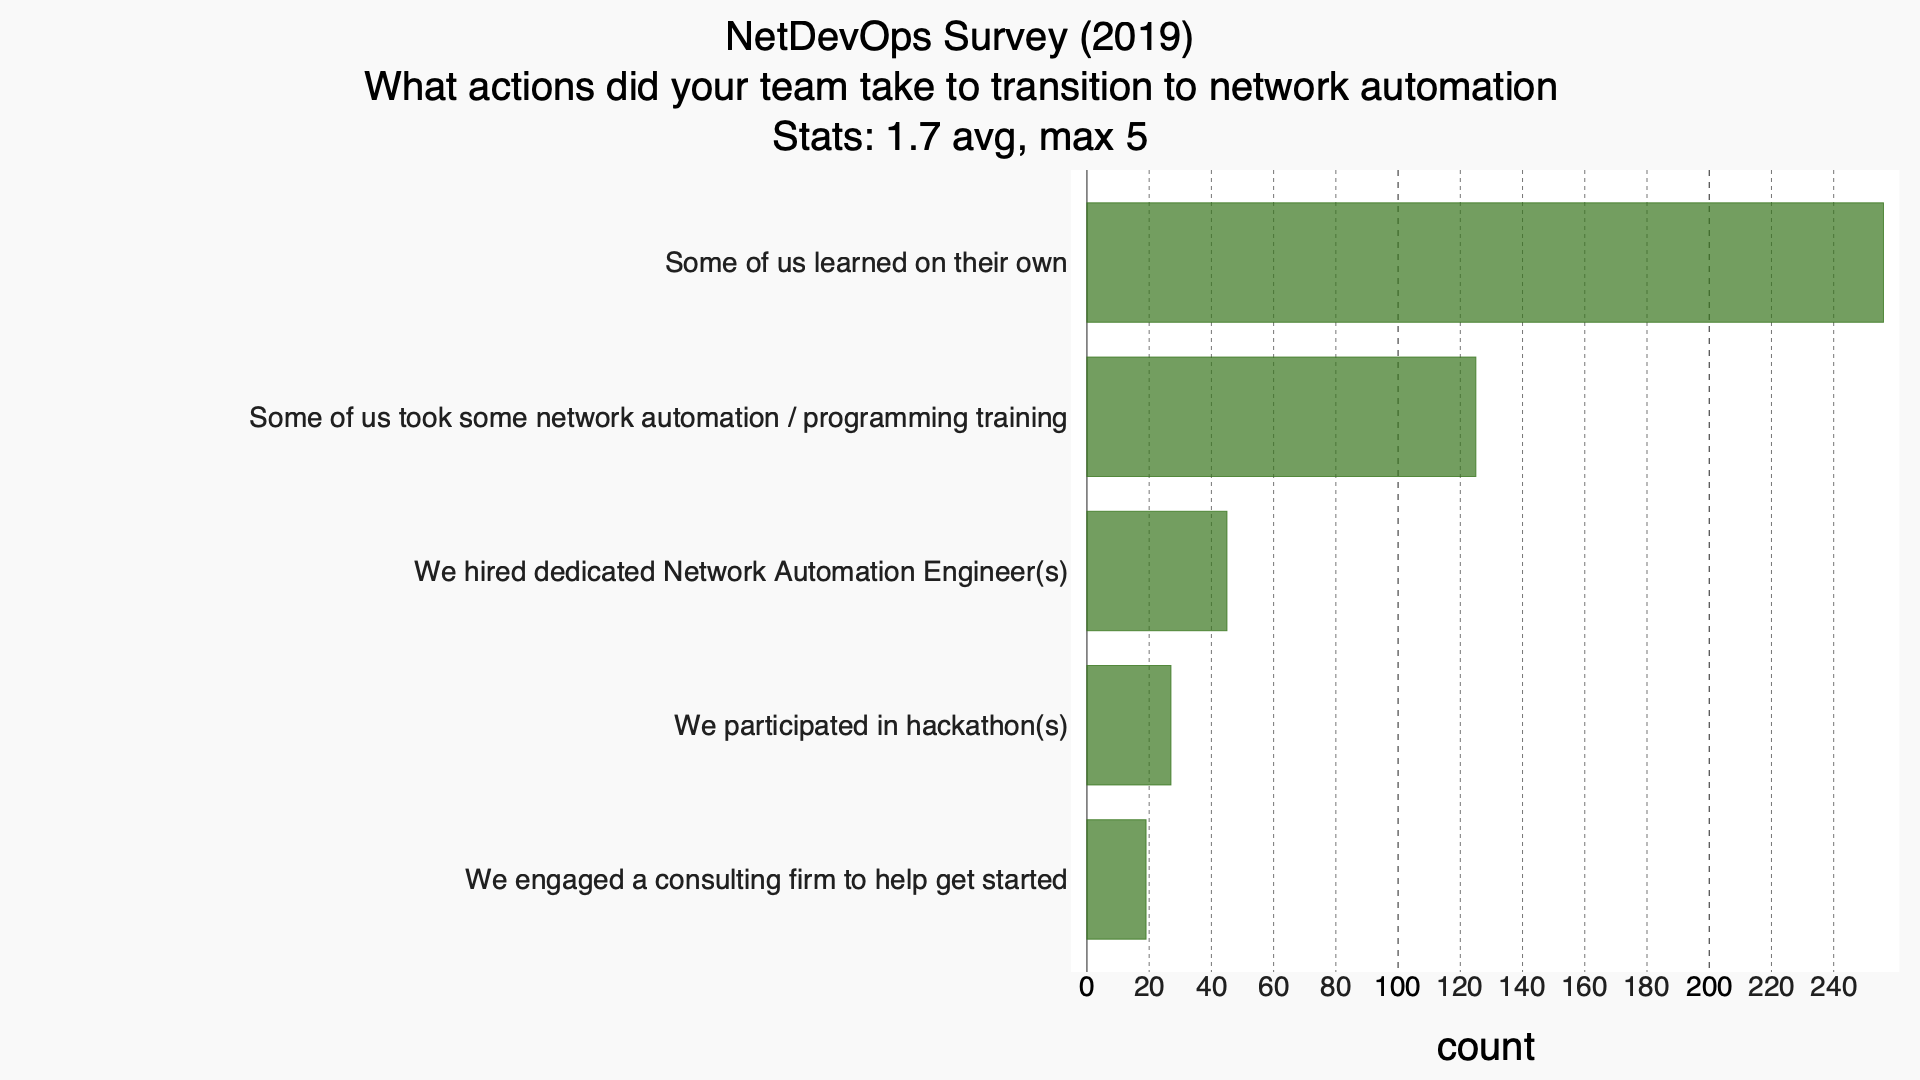 NetDevOps Survey (2019)
What actions did your team take to transition to network automation
Stats: 1.7 avg, max 5
Some of us learned on their own
Some of us took some network automation / programming training
We hired dedicated Network Automation Engineer(s)
We participated in hackathon(s)
We engaged a consulting firm to help get started
0 20 40 60 80 100 120 140 160 180 200 220 240
count